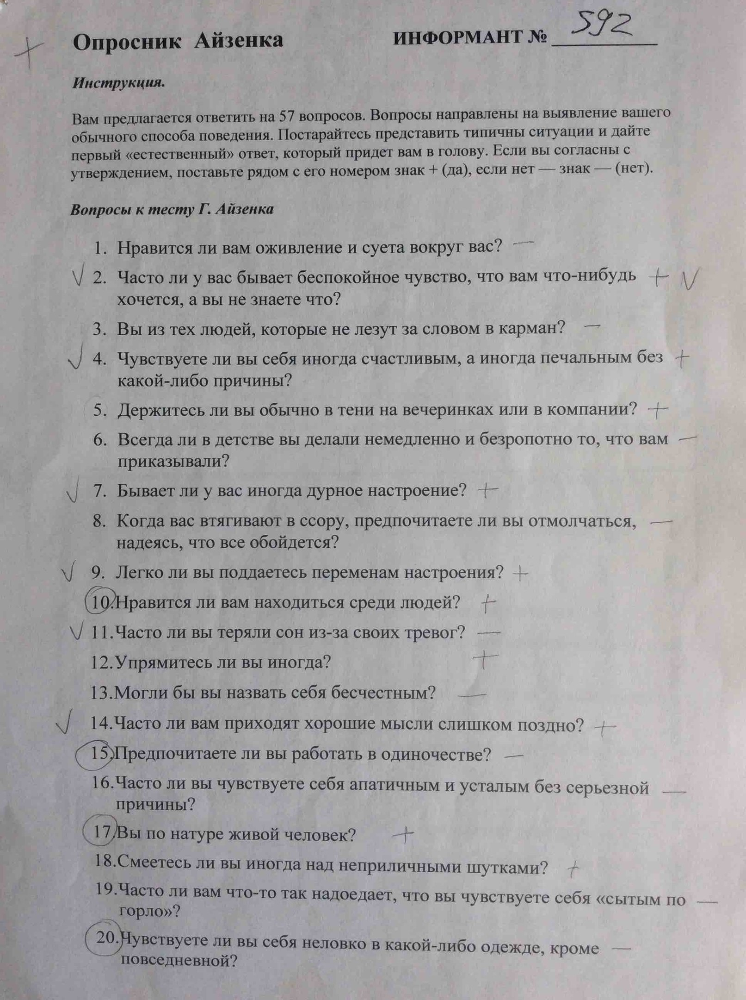 Опросник Айзенка ИНФОРМАНТ № 592
+
Инструкция.
Вам предлагается ответить на 57 вопросов. Вопросы направлены на выявление вашего
обычного способа поведения. Постарайтесь представить типичны ситуации и дайте
первый «естественный» ответ, который придет вам в голову. Если вы согласны с
утверждением, поставьте рядом с его номером знак + (да), если нет — знак — (нет).
Вопросы к тесту Г. Айзенка
1. Нравится ли вам оживление и суета вокруг вас? —
√ 2. Часто ли у вас бывает беспокойное чувство, что вам что-нибудь + √
хочется, а вы не знаете что?
3. Вы из тех людей, которые не лезут за словом в карман? —
√ 4. Чувствуете ли вы себя иногда счастливым, а иногда печальным без +
какой-либо причины?
5. Держитесь ли вы обычно в тени на вечеринках или в компании? +
6. Всегда ли в детстве вы делали немедленно и безропотно то, что вам —
приказывали?
√ 7. Бывает ли у вас иногда дурное настроение? +
8. Когда вас втягивают в ссору, предпочитаете ли вы отмолчаться, —
надеясь, что все обойдется?
√ 9. Легко ли вы поддаетесь переменам настроения? +
10.Нравится ли вам находиться среди людей? +
√ 11.Часто ли вы теряли сон из-за своих тревог? —
12.Упрямитесь ли вы иногда? +
13.Могли бы вы назвать себя бесчестным? —
√ 14.Часто ли вам приходят хорошие мысли слишком поздно? +
15.Предпочитаете ли вы работать в одиночестве? —
16.Часто ли вы чувствуете себя апатичным и усталым без серьезной —
причины?
17.Вы по натуре живой человек? +
18.Смеетесь ли вы иногда над неприличными шутками? +
19.Часто ли вам что-то так надоедает, что вы чувствуете себя «сытым по —
горло»?
20.Чувствуете ли вы себя неловко в какой-либо одежде, кроме —
повседневной?